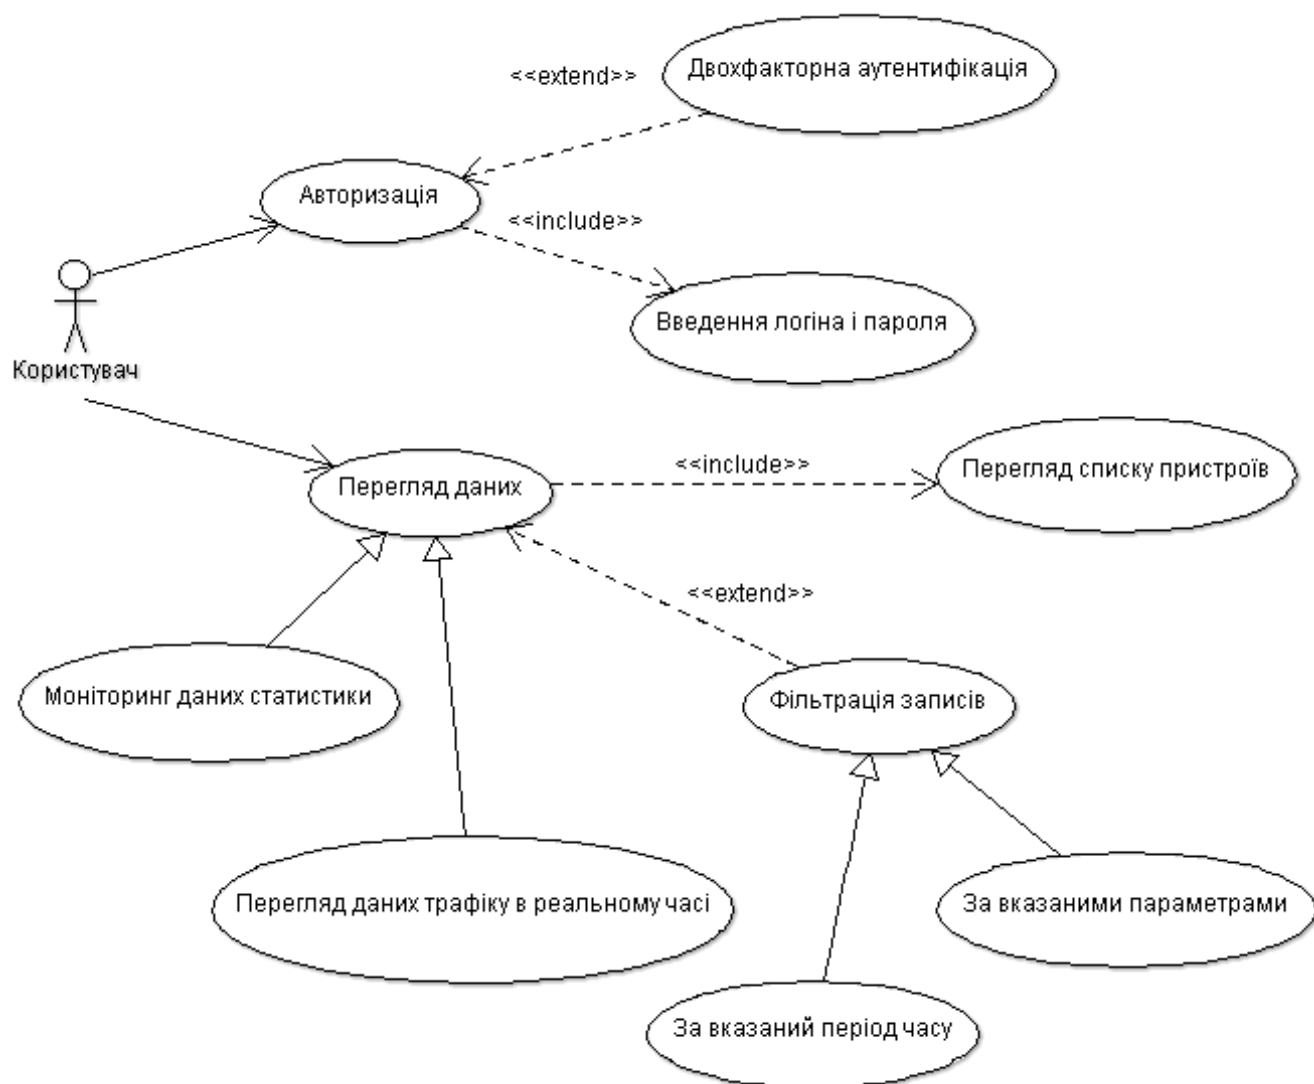 Двохфакторна аутентифікація
<<extend>>
Авторизація
<<include>>
Введення логіна і пароля
Користувач
Перегляд даних
<<include>>
Перегляд списку пристроїв
<<extend>>
Моніторинг даних статистики
Фільтрація записів
Перегляд даних трафіку в реальному часі
За вказаними параметрами
За вказаний період часу